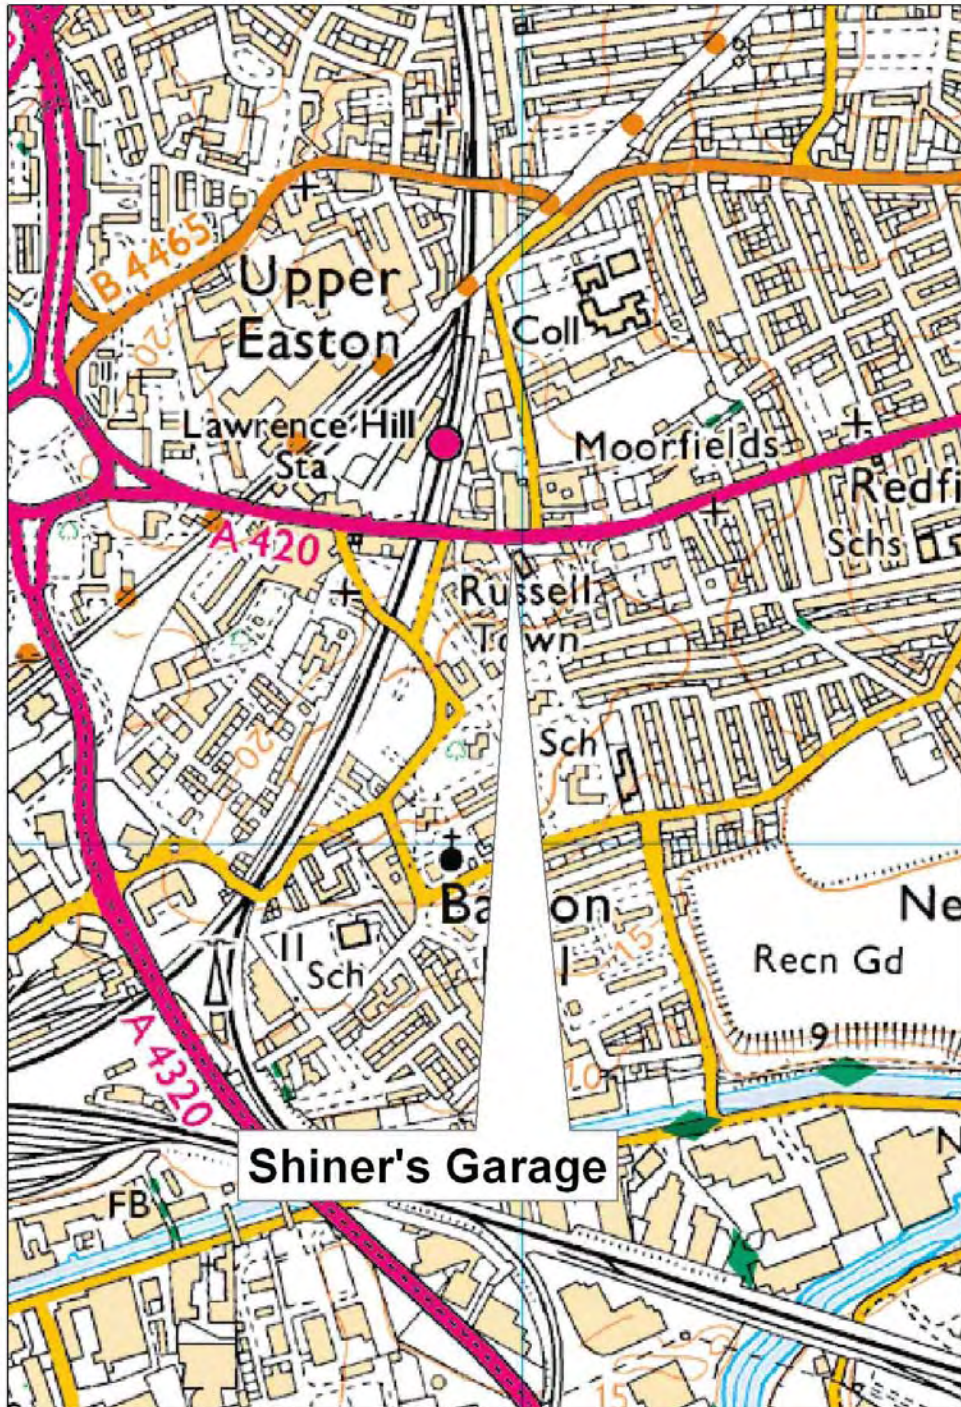 B 4465
20
Upper
Easton
Coll
Lawrence Hill
Sta
Moorfields
Redfi
Schs
A 420
Russell
Town
20
Sch
Ba on
Ne
15
Recn Gd
Sch
9
A 4320
10
Shiner's Garage
N
FB
15